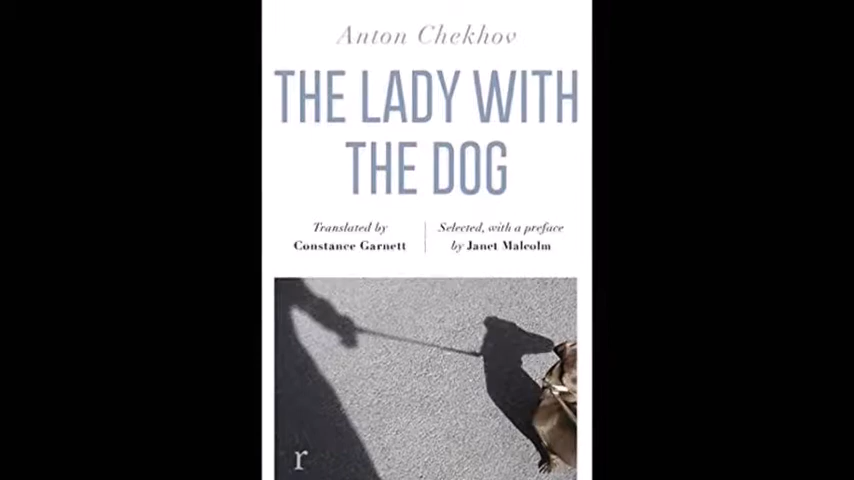 Anton Chekhov
THE LADY WITH
THE DOG
Translated by
Constance Garnett
Selected, with a preface
by Janet Malcolm
r